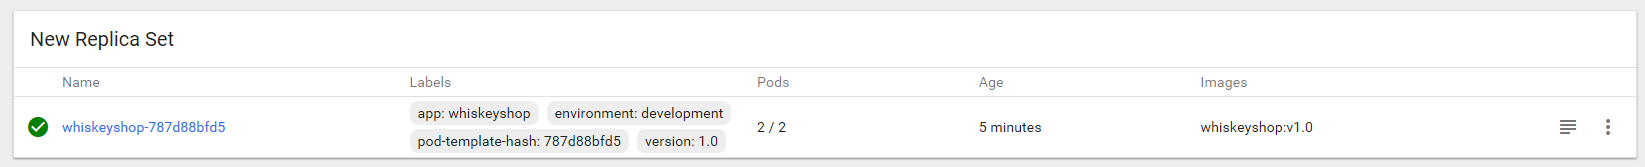 New Replica Set
Name Labels Pods Age Images
app: whiskeyshop environment: development
whiskeyshop-787d88bfd5 2 / 2 5 minutes whiskeyshop:v1.0
pod-template-hash: 787d88bfd5 version: 1.0